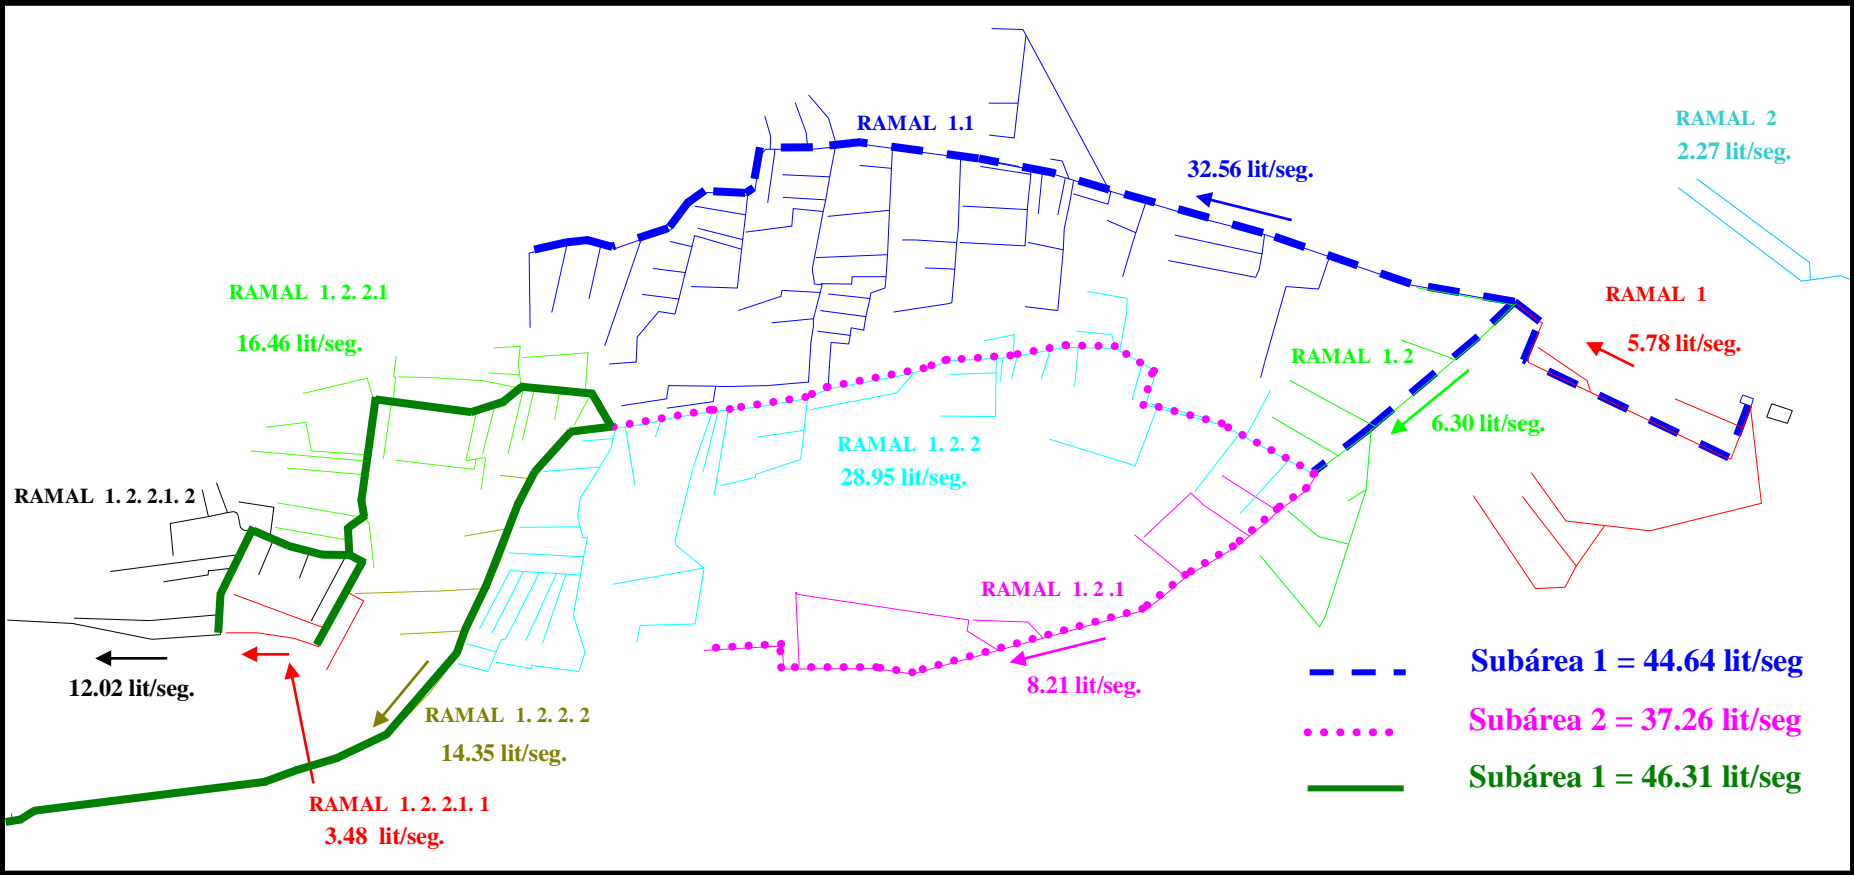 RAMAL 1.1
32.56 lit/seg.
RAMAL 2
2.27 lit/seg.
RAMAL 1
5.78 lit/seg.
RAMAL 1. 2. 2.1
16.46 lit/seg.
RAMAL 1. 2
6.30 lit/seg.
RAMAL 1. 2. 2
28.95 lit/seg.
RAMAL 1. 2. 2.1. 2
12.02 lit/seg.
RAMAL 1. 2 .1
8.21 lit/seg.
RAMAL 1. 2. 2. 2
14.35 lit/seg.
RAMAL 1. 2. 2.1. 1
3.48 lit/seg.
Subárea 1 = 44.64 lit/seg
Subárea 2 = 37.26 lit/seg
Subárea 1 = 46.31 lit/seg